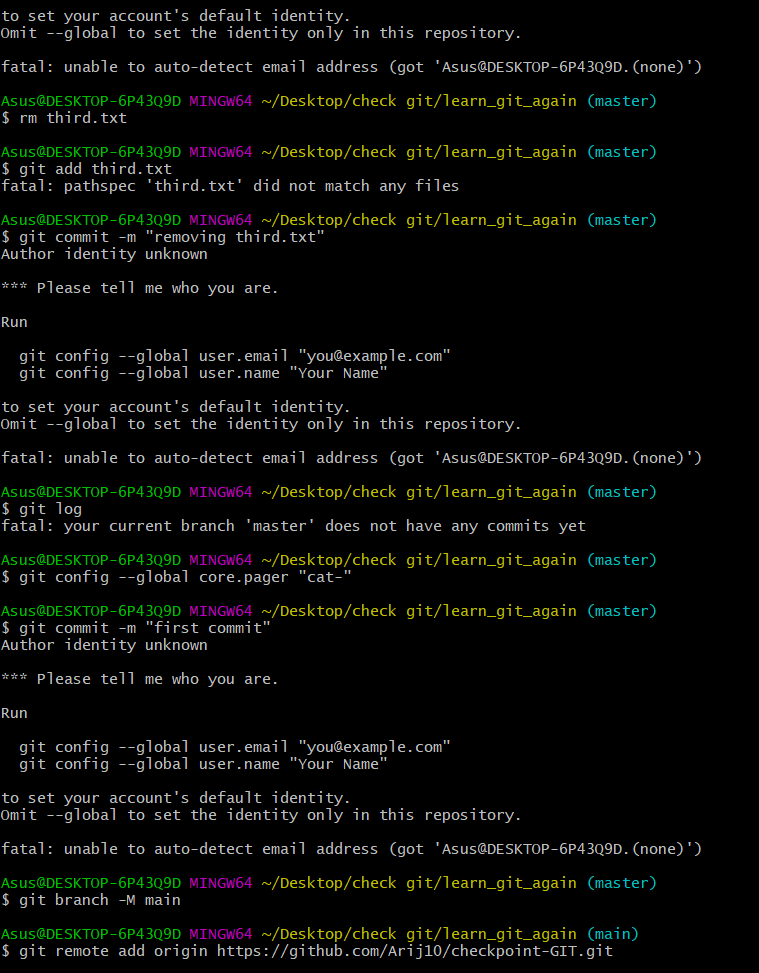 to set your account's default identity.
Omit --global to set the identity only in this repository.
fatal: unable to auto-detect email address (got 'Asus@DESKTOP-6P43Q9D.(none)')
Asus@DESKTOP-6P43Q9D MINGW64 ~/Desktop/check git/learn_git_again (master)
$ rm third.txt
Asus@DESKTOP-6P43Q9D MINGW64 ~/Desktop/check git/learn_git_again (master)
$ git add third.txt
fatal: pathspec 'third.txt' did not match any files
Asus@DESKTOP-6P43Q9D MINGW64 ~/Desktop/check git/learn_git_again (master)
$ git commit -m "removing third.txt"
Author identity unknown
*** Please tell me who you are.
Run
  git config --global user.email "you@example.com"
  git config --global user.name "Your Name"
to set your account's default identity.
Omit --global to set the identity only in this repository.
fatal: unable to auto-detect email address (got 'Asus@DESKTOP-6P43Q9D.(none)')
Asus@DESKTOP-6P43Q9D MINGW64 ~/Desktop/check git/learn_git_again (master)
$ git log
fatal: your current branch 'master' does not have any commits yet
Asus@DESKTOP-6P43Q9D MINGW64 ~/Desktop/check git/learn_git_again (master)
$ git config --global core.pager "cat-"
Asus@DESKTOP-6P43Q9D MINGW64 ~/Desktop/check git/learn_git_again (master)
$ git commit -m "first commit"
Author identity unknown
*** Please tell me who you are.
Run
  git config --global user.email "you@example.com"
  git config --global user.name "Your Name"
to set your account's default identity.
Omit --global to set the identity only in this repository.
fatal: unable to auto-detect email address (got 'Asus@DESKTOP-6P43Q9D.(none)')
Asus@DESKTOP-6P43Q9D MINGW64 ~/Desktop/check git/learn_git_again (master)
$ git branch -M main
Asus@DESKTOP-6P43Q9D MINGW64 ~/Desktop/check git/learn_git_again (main)
$ git remote add origin https://github.com/Arij10/checkpoint-GIT.git